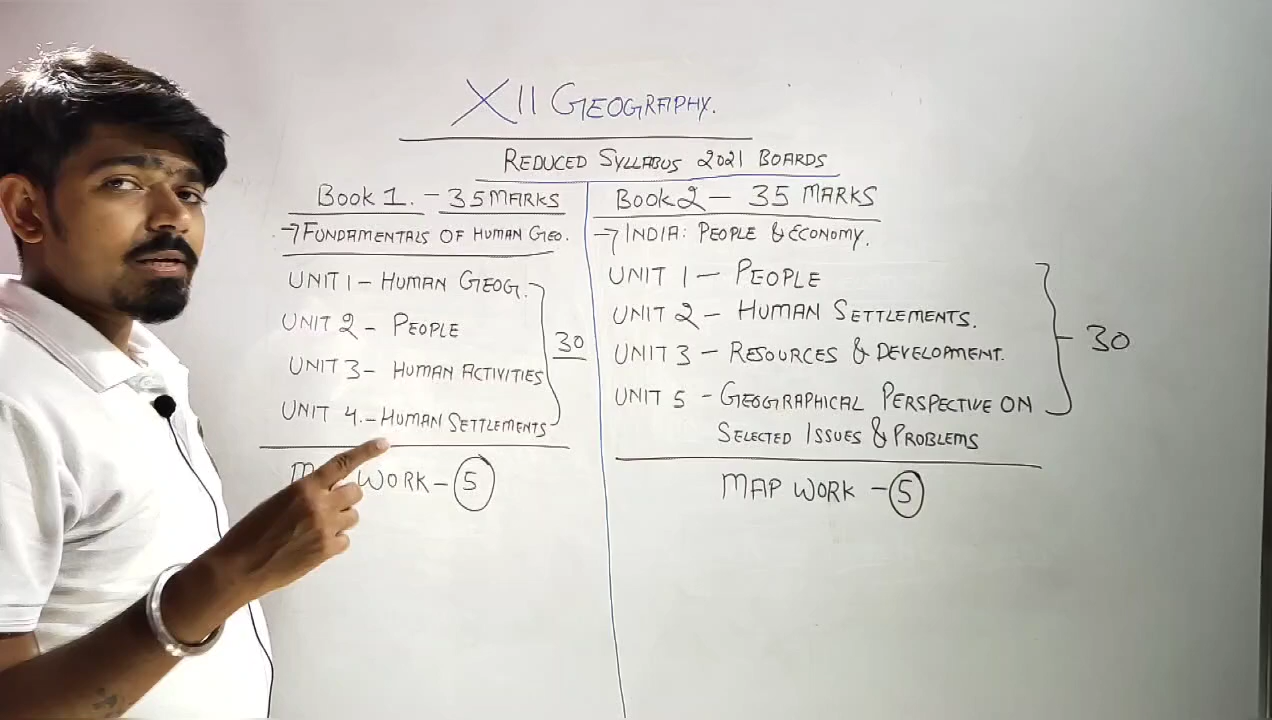 XII GEOGRAPHY.
REDUCED SYLLABUS 2021 BOARDS
BOOK 1. - 35 MARKS
→ FUNDAMENTALS OF HUMAN GEO.
UNIT 1 - HUMAN GEOG.
UNIT 2 - PEOPLE
UNIT 3 - HUMAN ACTIVITIES
UNIT 4. - HUMAN SETTLEMENTS
30
WORK - 5
BOOK 2 - 35 MARKS
→ INDIA: PEOPLE & ECONOMY.
UNIT 1 - PEOPLE
UNIT 2 - HUMAN SETTLEMENTS.
UNIT 3 - RESOURCES & DEVELOPMENT.
UNIT 5 - GEOGRAPHICAL PERSPECTIVE ON
SELECTED ISSUES & PROBLEMS
30
MAP WORK - 5